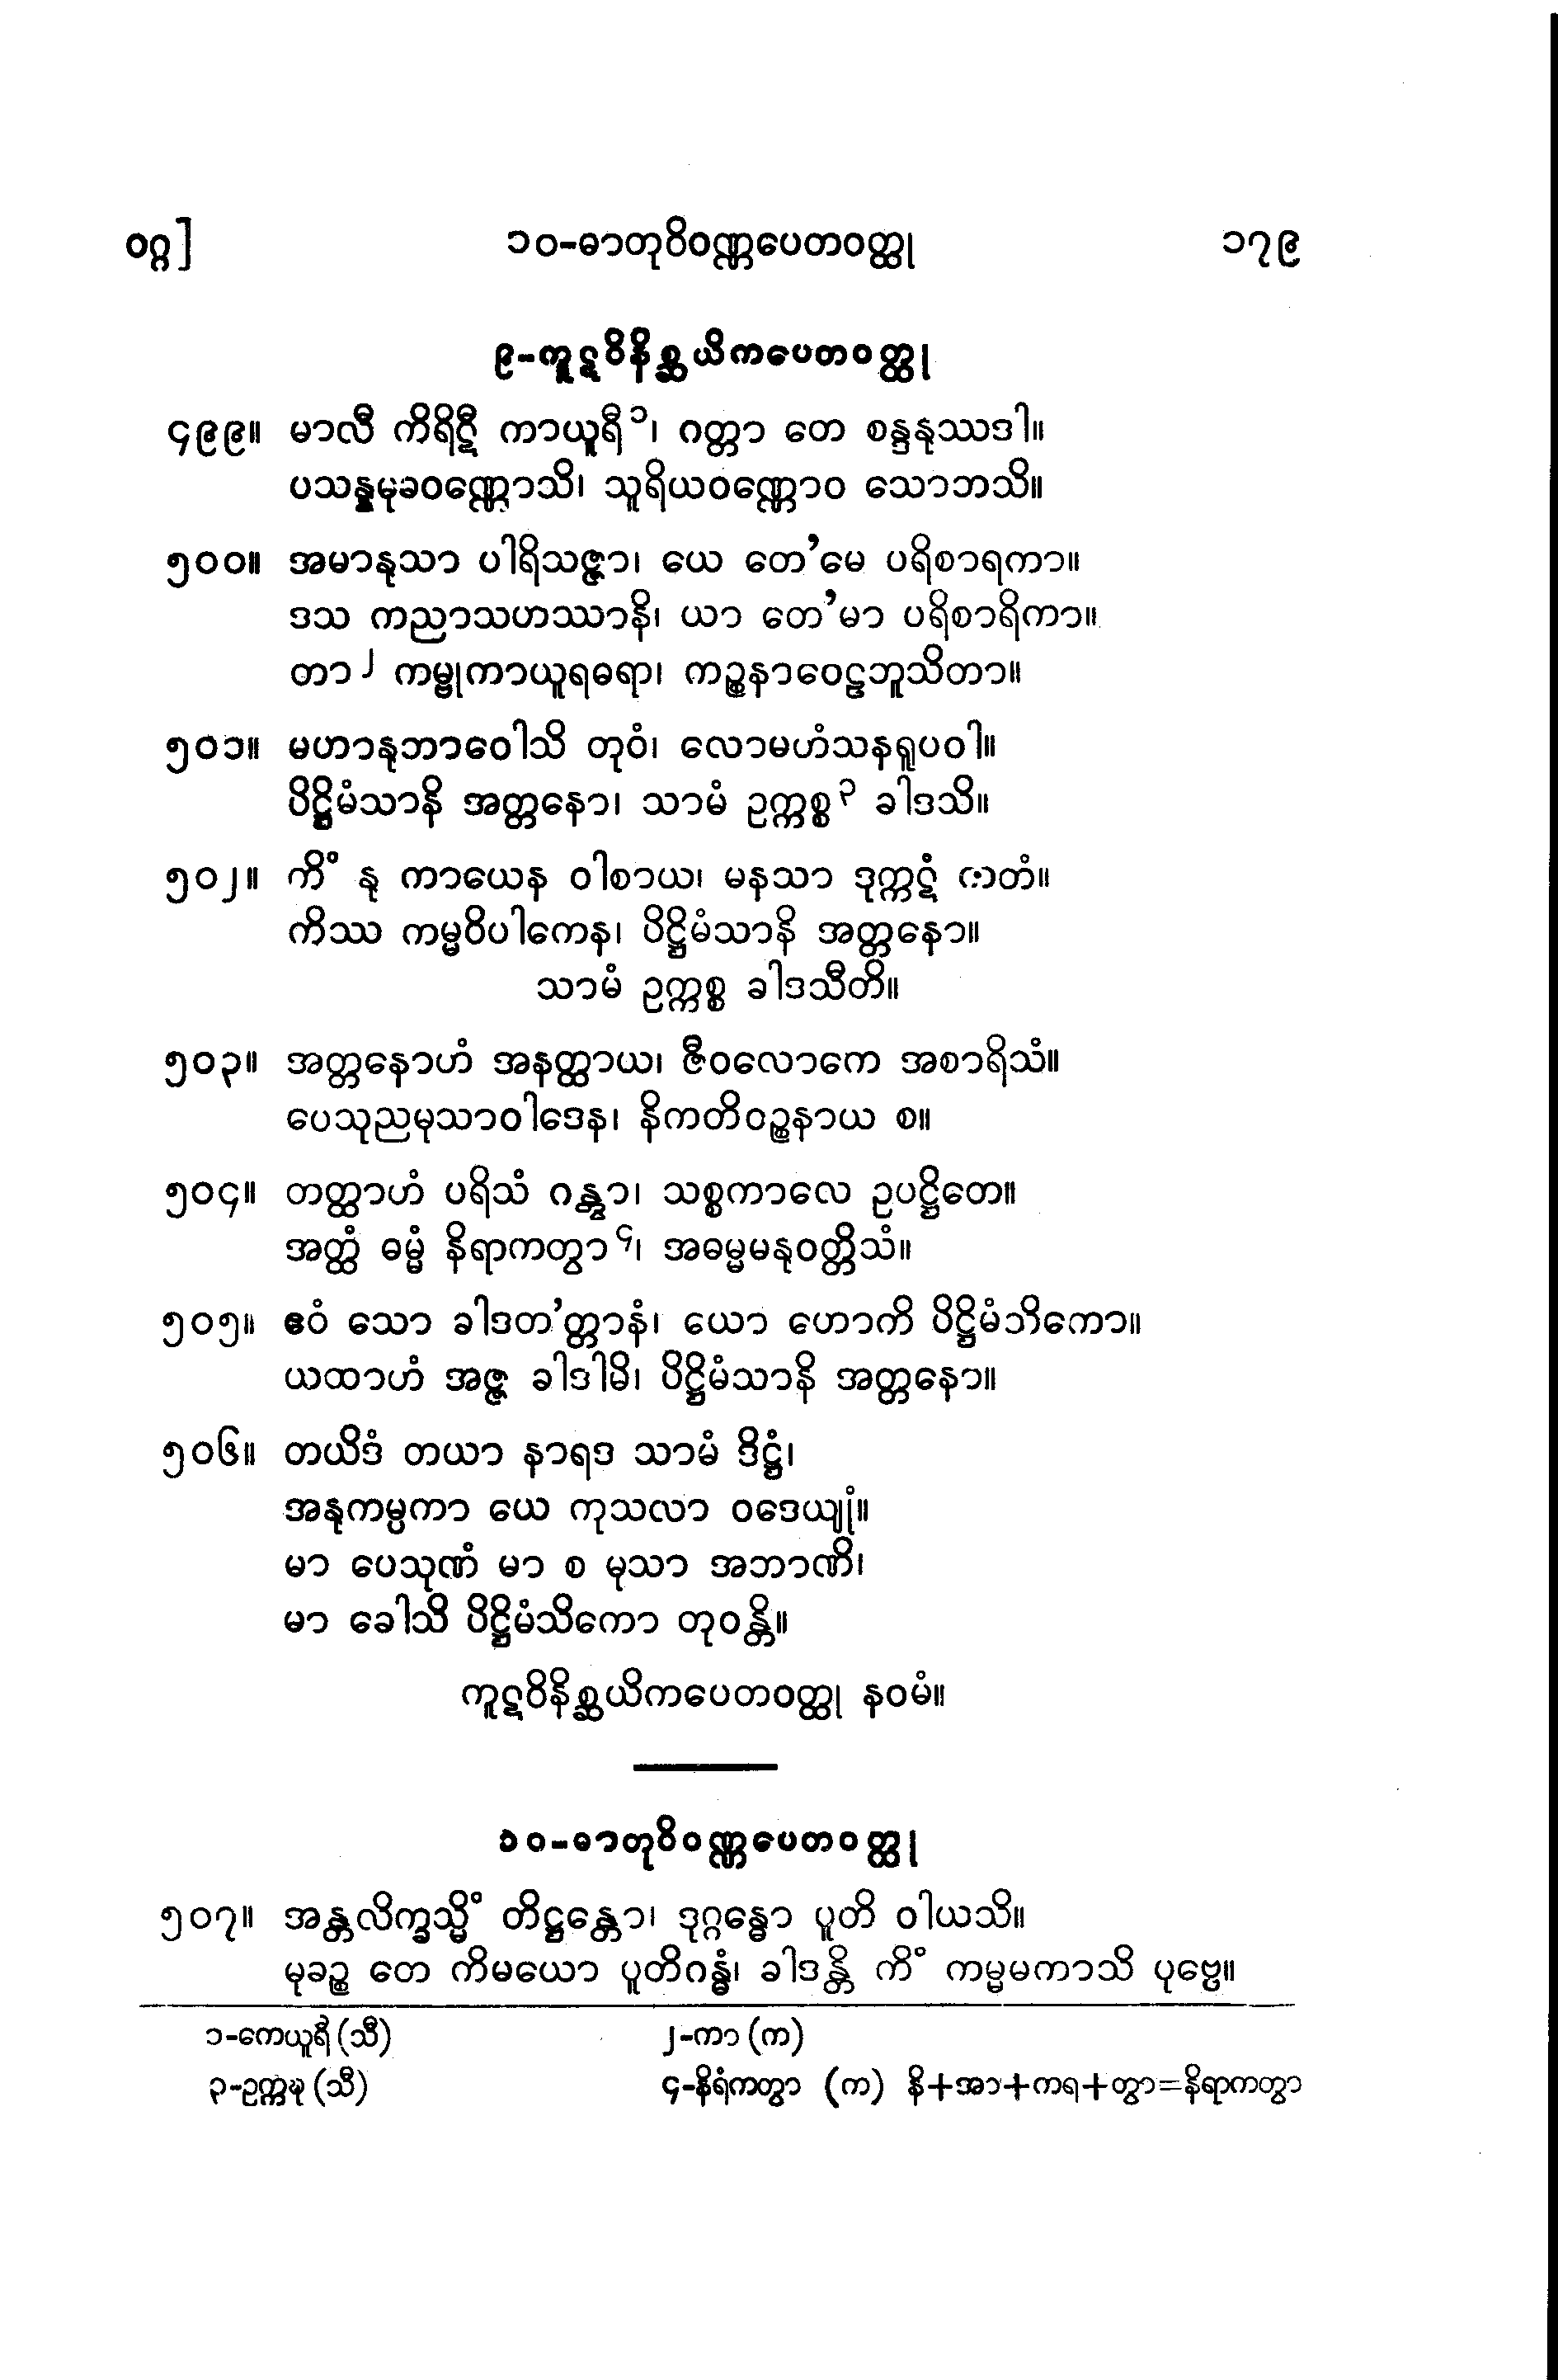 ဝဂ္ဂ]
၁၀-ဓာတုဝိဝဏ္ဏပေတဝတ္ထု
၁၇၉
၉-ကူဋဝိနိစ္ဆယိကပေတဝတ္ထု
၄၉၉။ မာလီ ကိရိဋီ ကာယူရီ၁၊ ဂတ္တာ တေ စန္ဒနုဿဒါ။
ပသန္နမုခဝဏ္ဏောသိ၊ သူရိယဝဏ္ဏောဝ သောဘသိ။
၅၀၀။ အမာနုသာ ပါရိသဇ္ဇာ၊ ယေ တေ’မေ ပရိစာရကာ။
ဒသ ကညာသဟဿာနိ၊ ယာ တေ’မာ ပရိစာရိကာ။
တာ၂ ကမ္ဗုကာယူရဓရာ၊ ကဉ္စနာဝေဠဘူသိတာ။
၅၀၁။ မဟာနုဘာဝေါသိ တုဝံ၊ လောမဟံသနရူပဝါ။
ပိဋ္ဌိမံသာနိ အတ္တနော၊ သာမံ ဥက္ကစ္စ၃ ခါဒသိ။
၅၀၂။ ကိံ နု ကာယေန ဝါစာယ၊ မနသာ ဒုက္ကဋံ ကတံ။
ကိဿ ကမ္မဝိပါကေန၊ ပိဋ္ဌိမံသာနိ အတ္တနော။
သာမံ ဥက္ကစ္စ ခါဒသီတိ။
၅၀၃။ အတ္တနောဟံ အနတ္ထာယ၊ ဇီဝလောကေ အစာရိသံ။
ပေသုညမုသာဝါဒေန၊ နိကတိဝဉ္စနာယ စ။
၅၀၄။ တတ္ထာဟံ ပရိသံ ဂန္တွာ၊ သစ္စကာလေ ဥပဋ္ဌိတေ။
အတ္ထံ ဓမ္မံ နိရာကတွာ၄၊ အဓမ္မမနုဝတ္တိသံ။
၅၀၅။ ဧဝံ သော ခါဒတ’တ္တာနံ၊ ယော ဟောကိ ပိဋ္ဌိမံသိကော။
ယထာဟံ အဇ္ဇ ခါဒါမိ၊ ပိဋ္ဌိမံသာနိ အတ္တနော။
၅၀၆။ တယိဒံ တယာ နာရဒ သာမံ ဒိဋ္ဌံ၊
အနုကမ္ပကာ ယေ ကုသလာ ဝဒေယျုံ။
မာ ပေသုဏံ မာ စ မုသာ အဘာဏိ၊
မာ ခေါသိ ပိဋ္ဌိမံသိကော တုဝန္တိ။
ကူဋဝိနိစ္ဆယိကပေတဝတ္ထု နဝမံ။
၁၀-ဓာတုဝိဝဏ္ဏပေတဝတ္ထု
၅၀၇။ အန္တလိက္ခသ္မိံ တိဋ္ဌန္တော၊ ဒုဂ္ဂန္ဓော ပူတိ ဝါယသိ။
မုခဉ္စ တေ ကိမယော ပူတိဂန္ဓံ၊ ခါဒန္တိ ကိံ ကမ္မမကာသိ ပုဗ္ဗေ။
၁-ကေယူရီ (သီ)
၂-ကာ (က)
၃-ဥက္ကဍ္ဎ (သီ)
၄-နိရံကတွာ (က) နိ+အာ+ကရ+တွာ=နိရာကတွာ